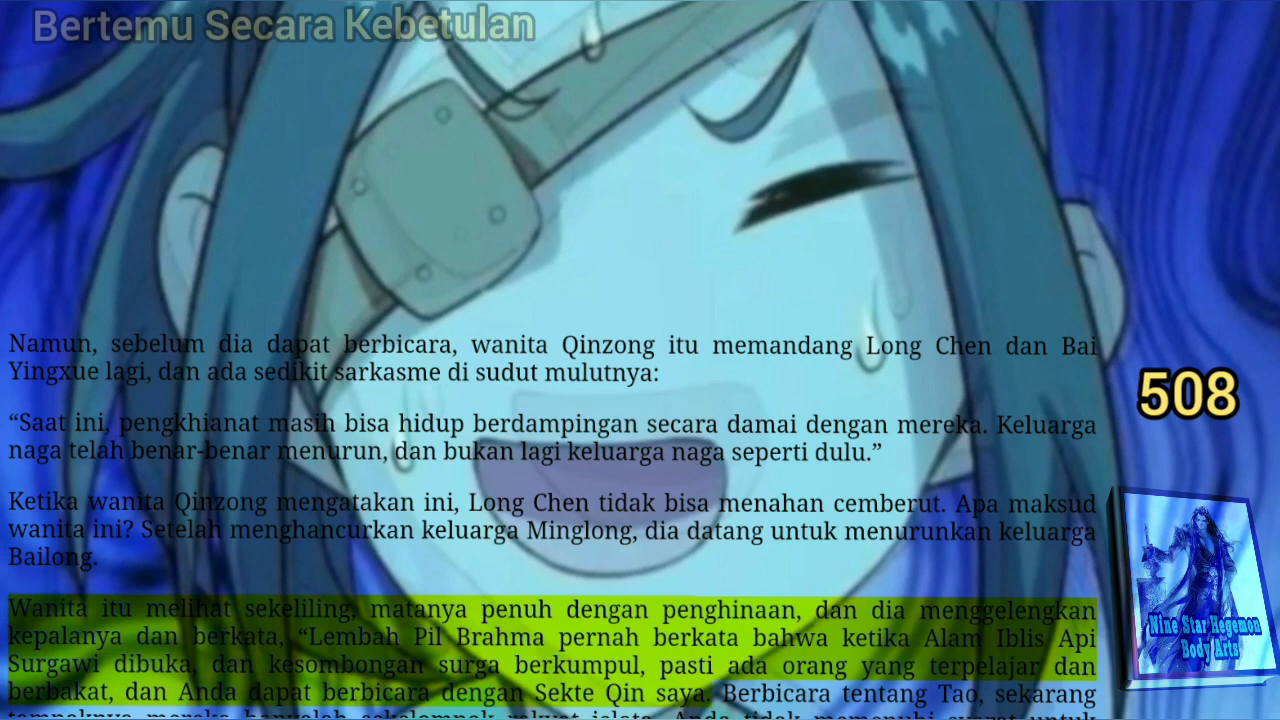 Bertemu Secara Kebetulan
Namun, sebelum dia dapat berbicara, wanita Qinzong itu memandang Long Chen dan Bai
Yingxue lagi, dan ada sedikit sarkasme di sudut mulutnya:
“Saat ini, pengkhianat masih bisa hidup berdampingan secara damai dengan mereka. Keluarga
naga telah benar-benar menurun, dan bukan lagi keluarga naga seperti dulu.”
Ketika wanita Qinzong mengatakan ini, Long Chen tidak bisa menahan cemberut. Apa maksud
wanita ini? Setelah menghancurkan keluarga Minglong, dia datang untuk menurunkan keluarga
Bailong.
Wanita itu melihat sekeliling, matanya penuh dengan penghinaan, dan dia menggelengkan
kepalanya dan berkata, “Lembah Pil Brahma pernah berkata bahwa ketika Alam Iblis Api
Surgawi dibuka, dan kesombongan surga berkumpul, pasti ada orang yang terpelajar dan
berbakat, dan Anda dapat berbicara dengan Sekte Qin saya. Berbicara tentang Tao, sekarang
508
Nine Star Hegemon
Body Arts